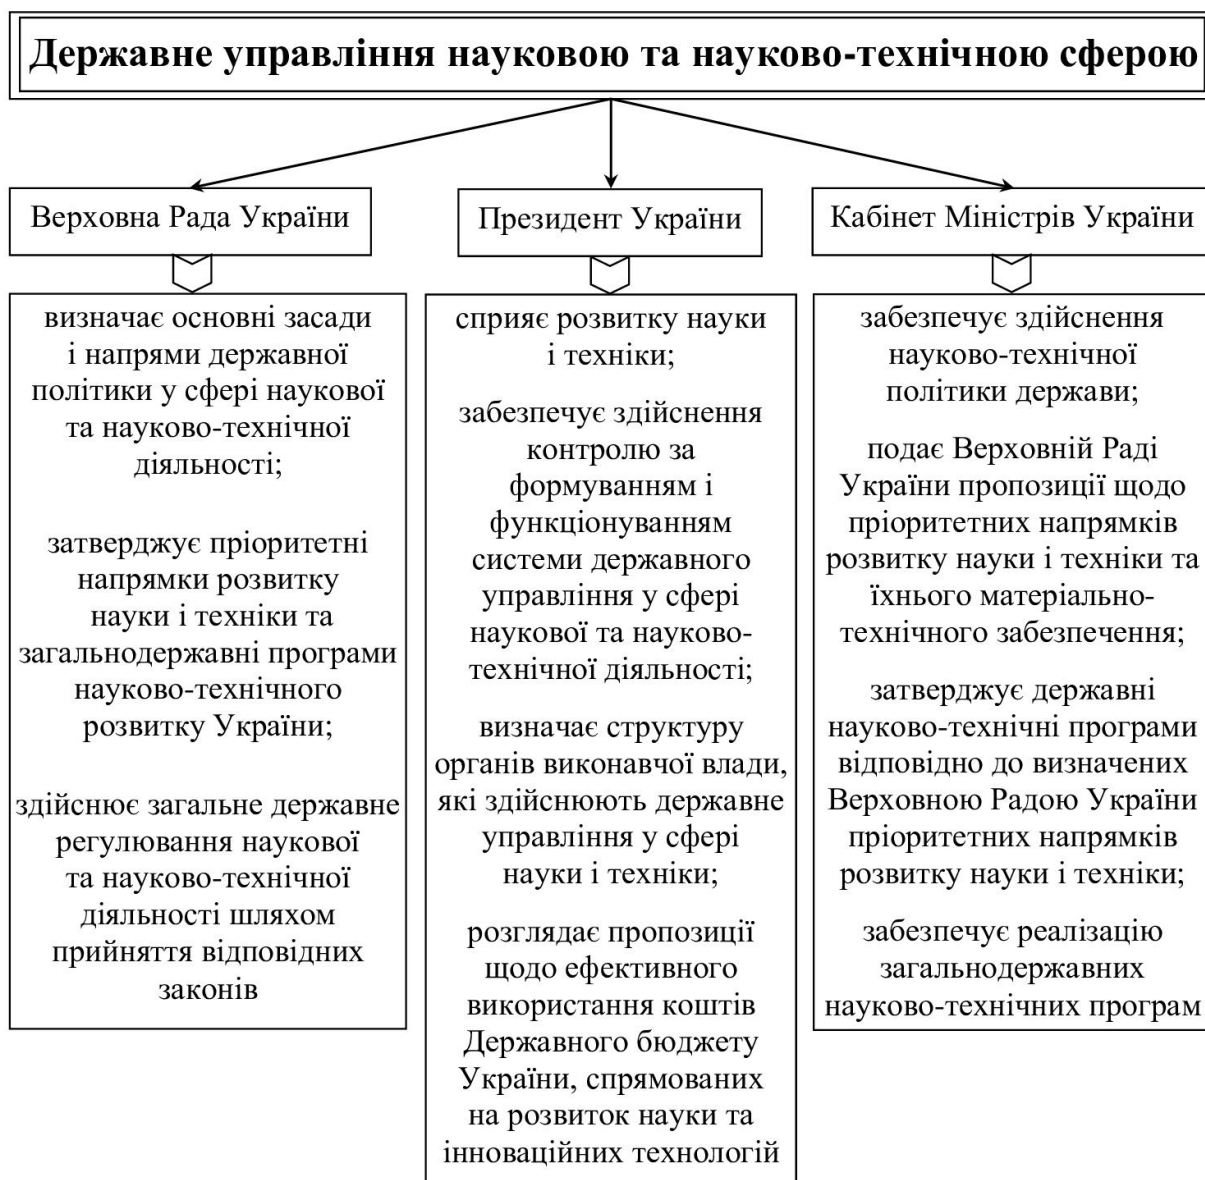 Державне управління науковою та науково-технічною сферою
Верховна Рада України
визначає основні засади
і напрями державної
політики у сфері наукової
та науково-технічної
діяльності;
затверджує пріоритетні
напрямки розвитку
науки і техніки та
загальнодержавні програми
науково-технічного
розвитку України;
здійснює загальне державне
регулювання наукової
та науково-технічної
діяльності шляхом
прийняття відповідних
законів
Президент України
сприяє розвитку науки
і техніки;
забезпечує здійснення
контролю за
формуванням і
функціонуванням
системи державного
управління у сфері
наукової та науково-
технічної діяльності;
визначає структуру
органів виконавчої влади,
які здійснюють державне
управління у сфері
науки і техніки;
розглядає пропозиції
щодо ефективного
використання коштів
Державного бюджету
України, спрямованих
на розвиток науки та
інноваційних технологій
Кабінет Міністрів України
забезпечує здійснення
науково-технічної
політики держави;
подає Верховній Раді
України пропозиції щодо
пріоритетних напрямків
розвитку науки і техніки та
їхнього матеріально-
технічного забезпечення;
затверджує державні
науково-технічні програми
відповідно до визначених
Верховною Радою України
пріоритетних напрямків
розвитку науки і техніки;
забезпечує реалізацію
загальнодержавних
науково-технічних програм